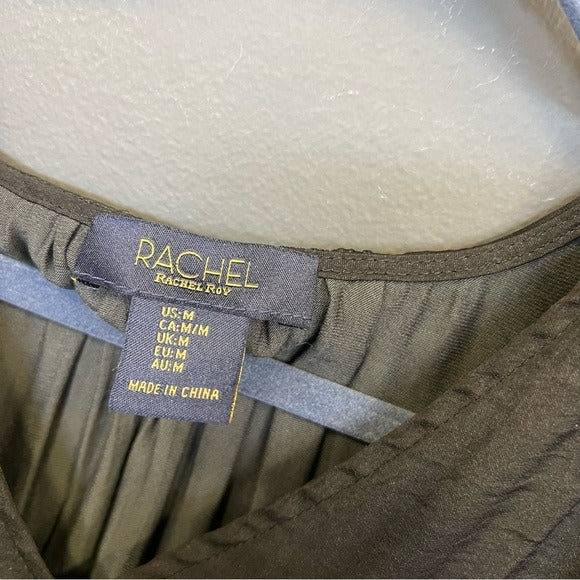 RACHEL
RACHEL ROY
US:M
CA:M/M
UK:M
EU:M
AU:M
MADE IN CHINA